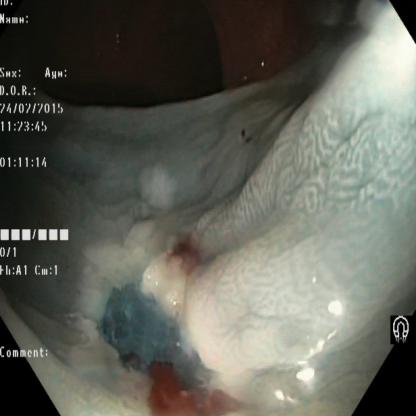 ID:
Name:
Sex: Age:
D.O.R.:
24/02/2015
11:23:45
01:11:14
■■■/■■■
0/1
Eh:A1 Cm:1
Comment: